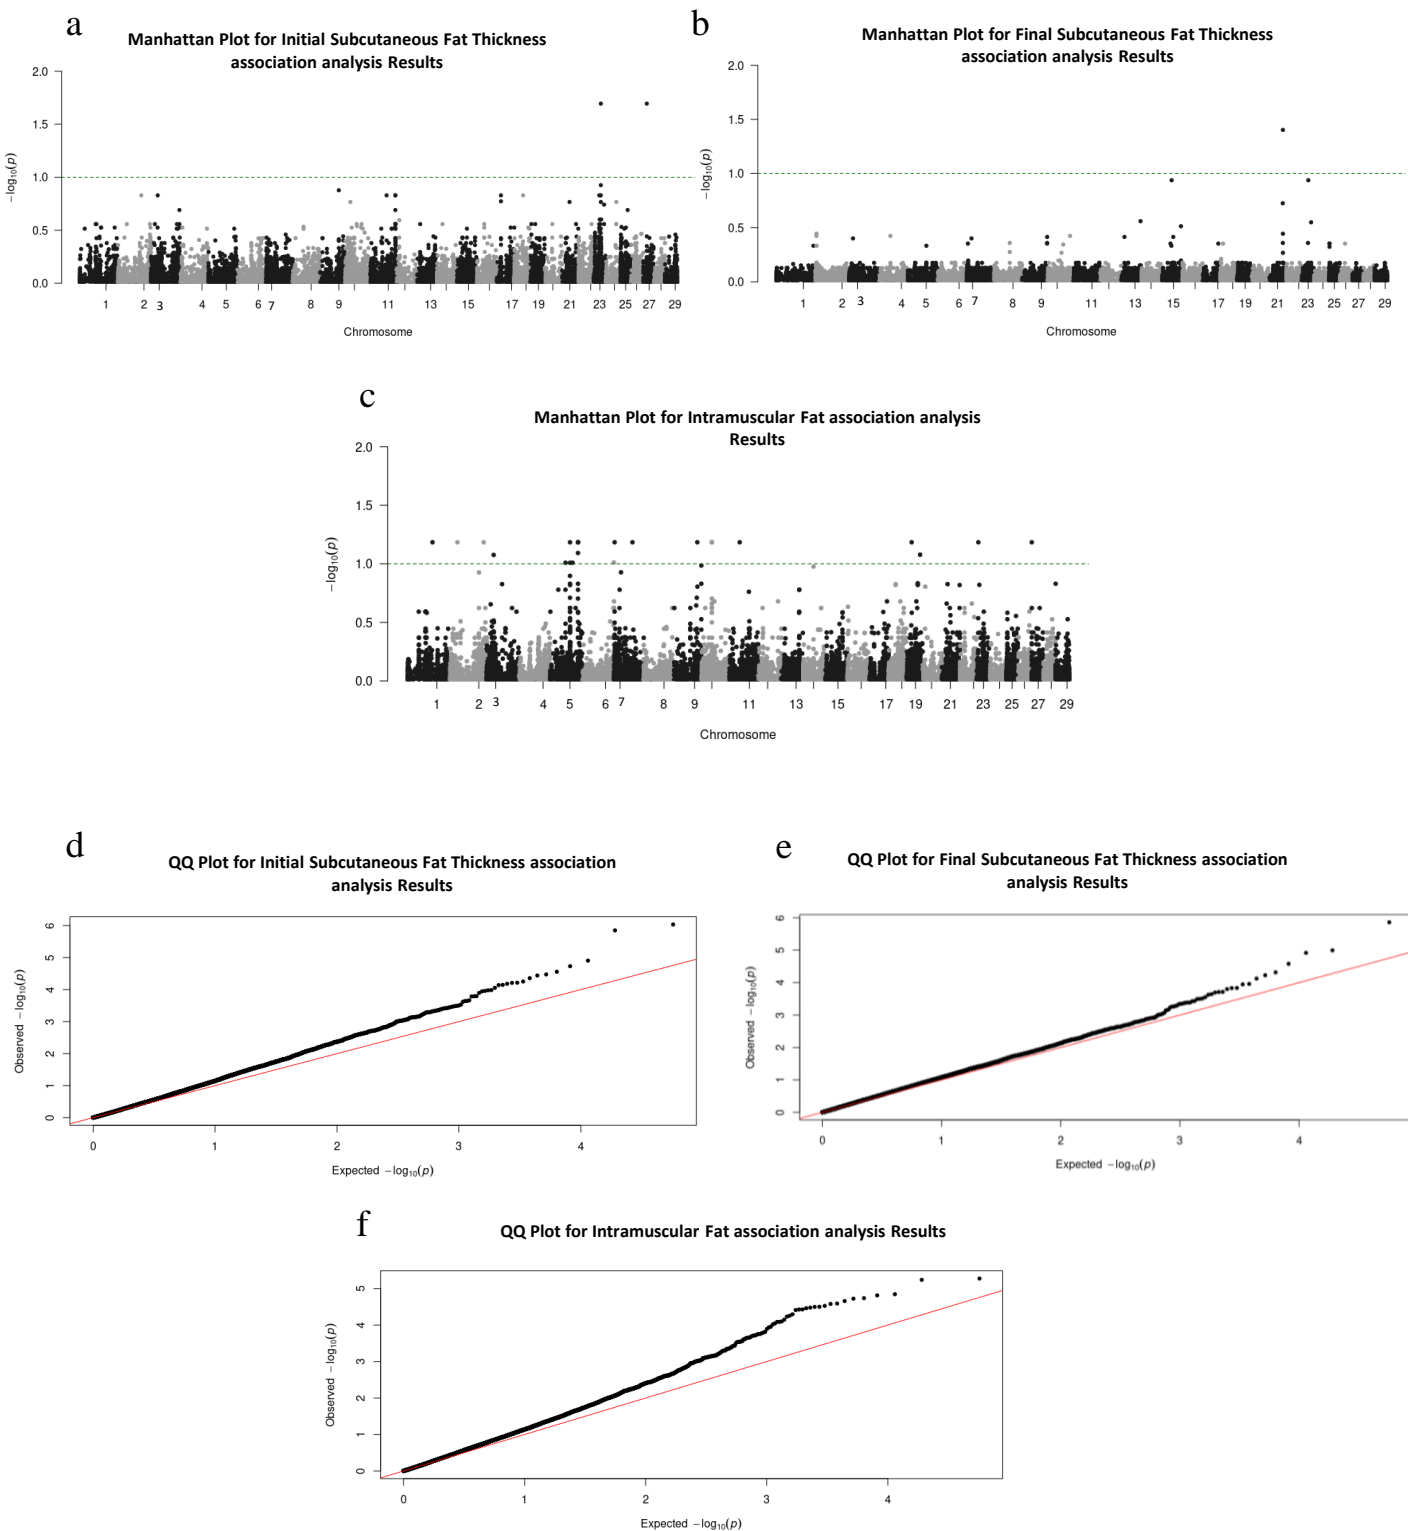 a
Manhattan Plot for Initial Subcutaneous Fat Thickness
association analysis Results
2.0
1.5
1.0
0.5
0.0
−log₁₀(p)
1 2 3 4 5 6 7 8 9 11 13 15 17 19 21 23 25 27 29
Chromosome
b
Manhattan Plot for Final Subcutaneous Fat Thickness
association analysis Results
2.0
1.5
1.0
0.5
0.0
−log₁₀(p)
1 2 3 4 5 6 7 8 9 11 13 15 17 19 21 23 25 27 29
Chromosome
c
Manhattan Plot for Intramuscular Fat association analysis
Results
2.0
1.5
1.0
0.5
0.0
−log₁₀(p)
1 2 3 4 5 6 7 8 9 11 13 15 17 19 21 23 25 27 29
Chromosome
d
QQ Plot for Initial Subcutaneous Fat Thickness association
analysis Results
6
5
4
3
2
1
0
Observed −log₁₀(p)
0 1 2 3 4
Expected −log₁₀(p)
e
QQ Plot for Final Subcutaneous Fat Thickness association
analysis Results
6
5
4
3
2
1
0
Observed −log₁₀(p)
0 1 2 3 4
Expected −log₁₀(p)
f
QQ Plot for Intramuscular Fat association analysis Results
5
4
3
2
1
0
Observed −log₁₀(p)
0 1 2 3 4
Expected −log₁₀(p)